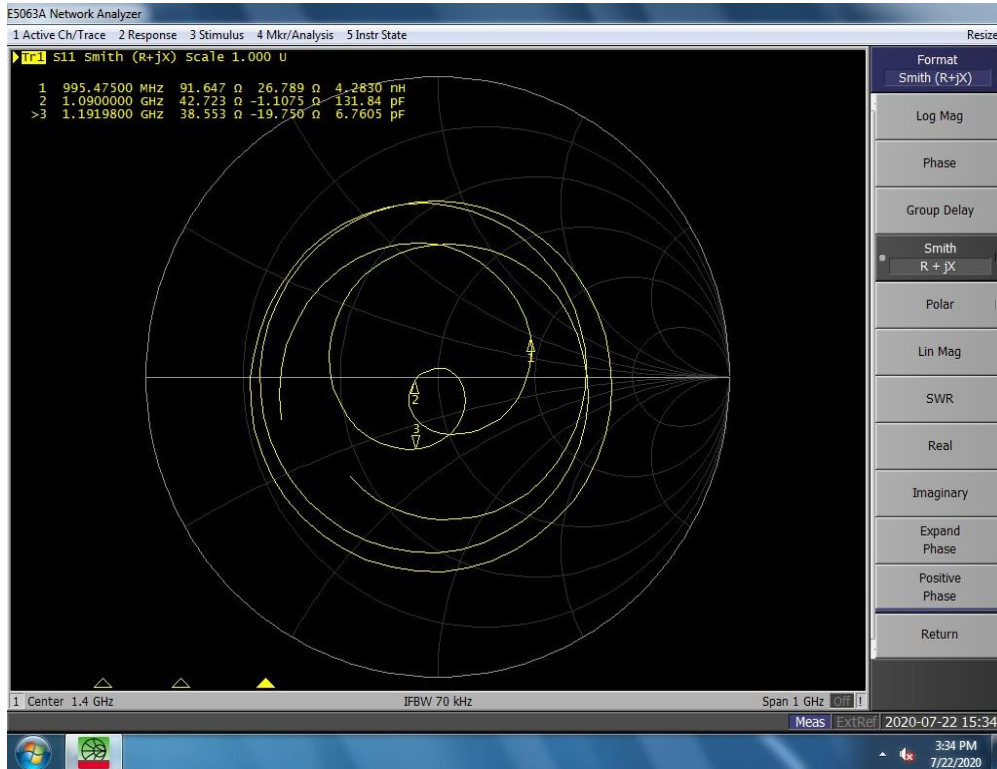 E5063A Network Analyzer
1 Active Ch/Trace 2 Response 3 Stimulus 4 Mkr/Analysis 5 Instr State
Resize
Tr1 S11 Smith (R+jX) Scale 1.000 U
1 995.47500 MHz 91.647 Ω 26.789 Ω 4.2830 nH
2 1.0900000 GHz 42.723 Ω -1.1075 Ω 131.84 pF
>3 1.1919800 GHz 38.553 Ω -19.750 Ω 6.7605 pF
1
2
3
Format
Smith (R+jX)
Log Mag
Phase
Group Delay
Smith
R + jX
Polar
Lin Mag
SWR
Real
Imaginary
Expand
Phase
Positive
Phase
Return
1 Center 1.4 GHz
IFBW 70 kHz
Span 1 GHz Off !
Meas ExtRef 2020-07-22 15:34
3:34 PM
7/22/2020